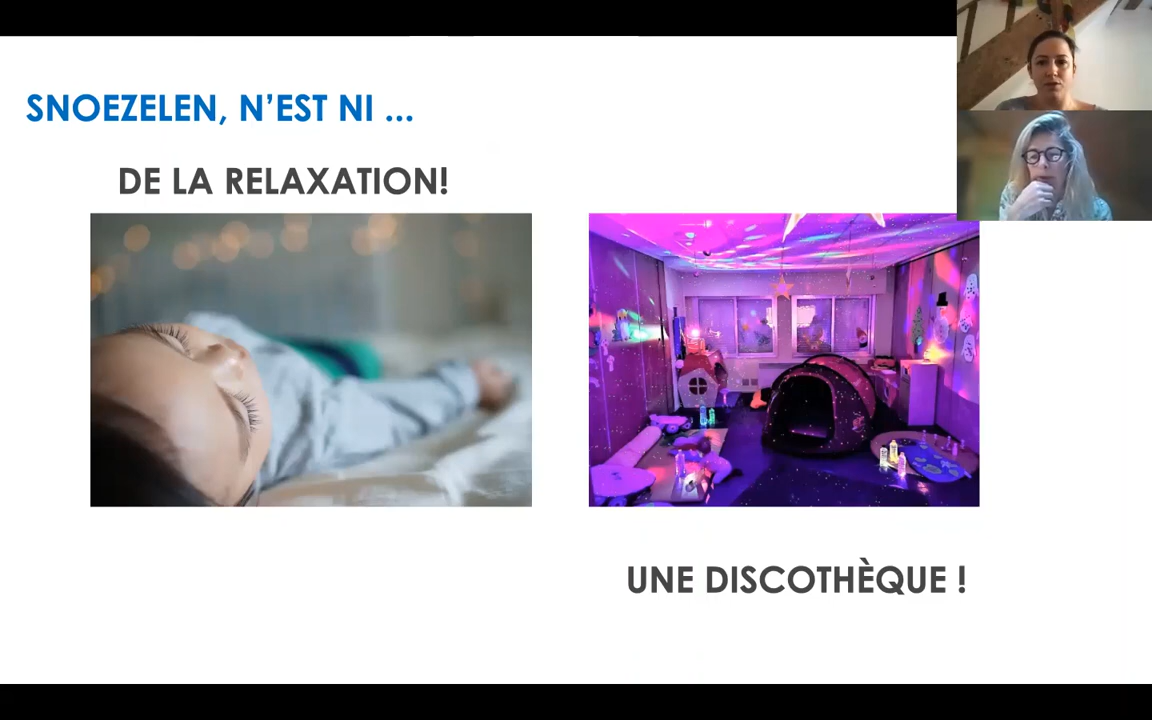 SNOEZELEN, N'EST NI ...
DE LA RELAXATION!
UNE DISCOTHÈQUE !